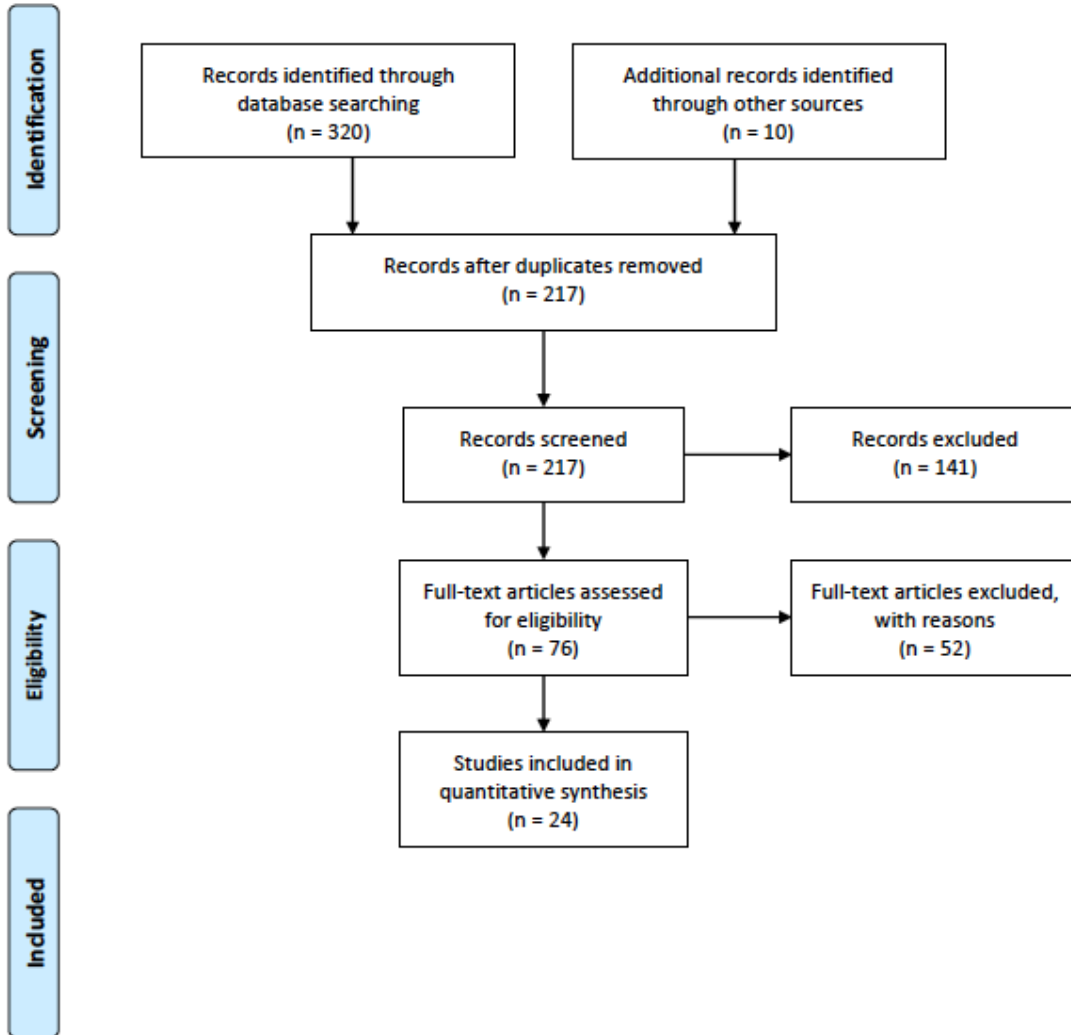 Identification
Records identified through
database searching
(n = 320)
Additional records identified
through other sources
(n = 10)
Records after duplicates removed
(n = 217)
Screening
Records screened
(n = 217)
Records excluded
(n = 141)
Eligibility
Full-text articles assessed
for eligibility
(n = 76)
Full-text articles excluded,
with reasons
(n = 52)
Studies included in
quantitative synthesis
(n = 24)
Included